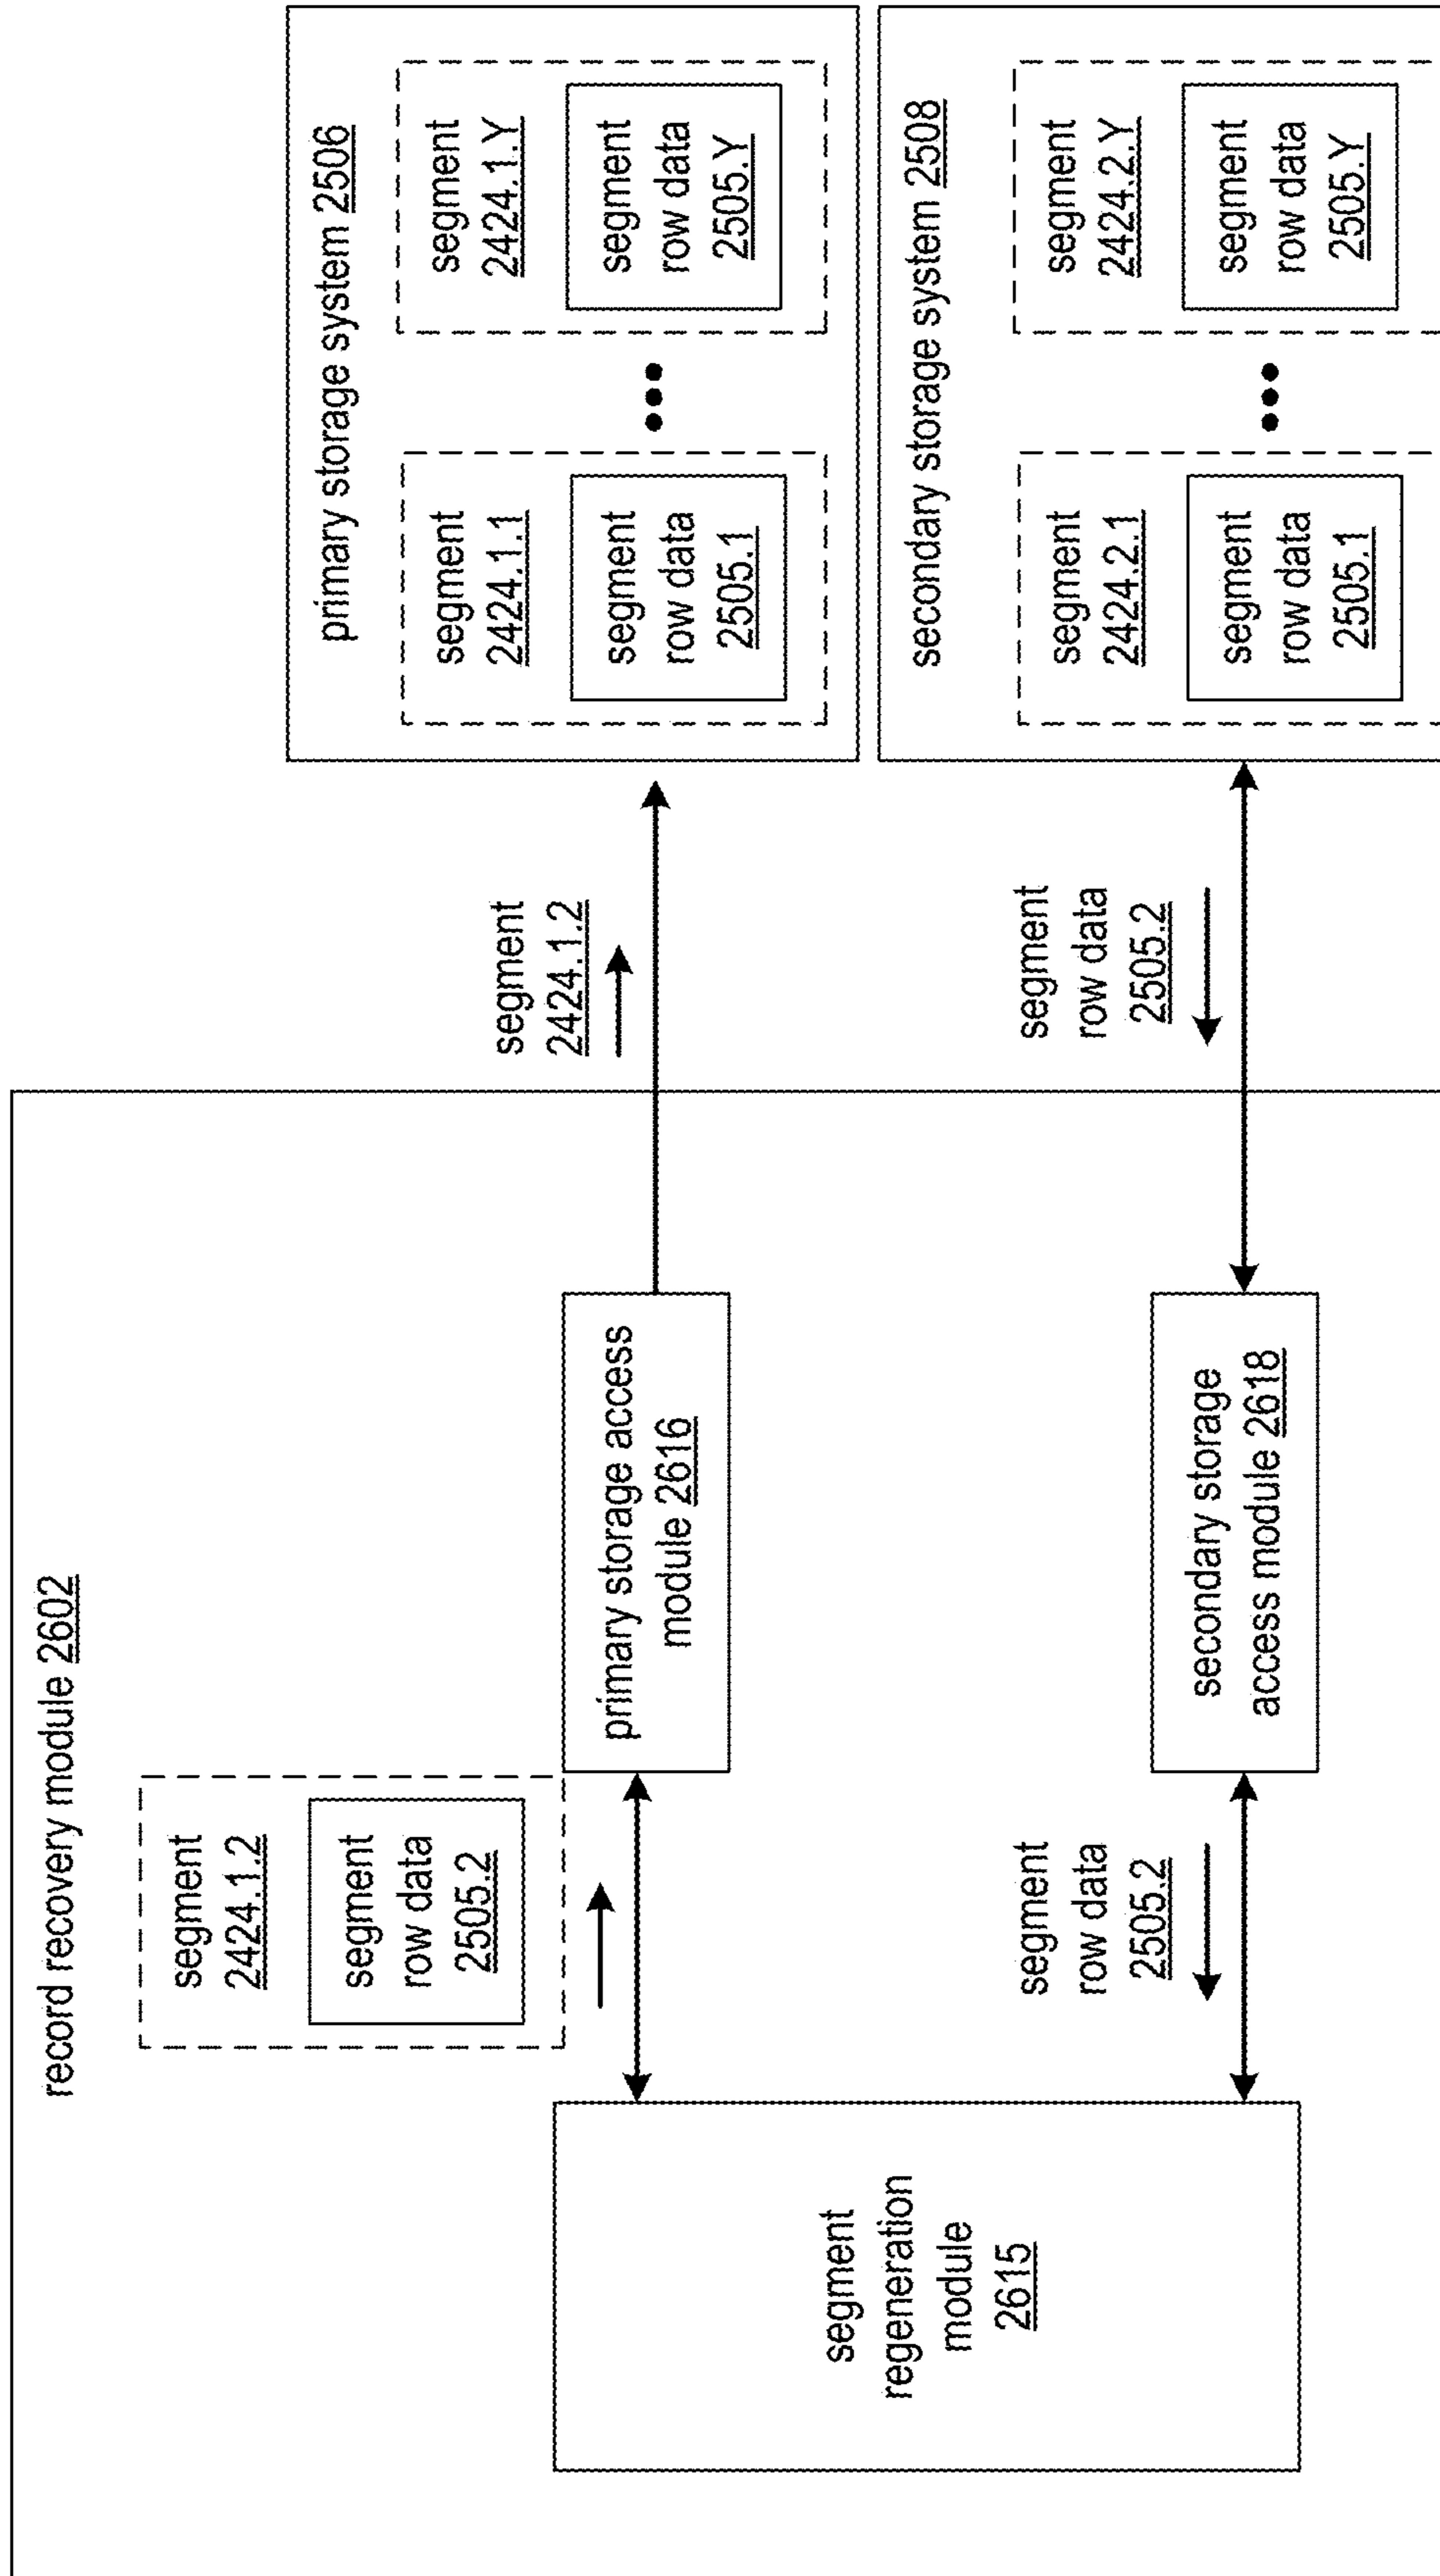 record recovery module 2602
segment
2424.1.2
segment
row data
2505.2
segment
regeneration
module
2615
primary storage access
module 2616
segment
2424.1.2
primary storage system 2506
segment
2424.1.1
segment
row data
2505.1
segment
2424.1.Y
segment
row data
2505.Y
segment
row data
2505.2
secondary storage
access module 2618
segment
row data
2505.2
secondary storage system 2508
segment
2424.2.1
segment
row data
2505.1
segment
2424.2.Y
segment
row data
2505.Y